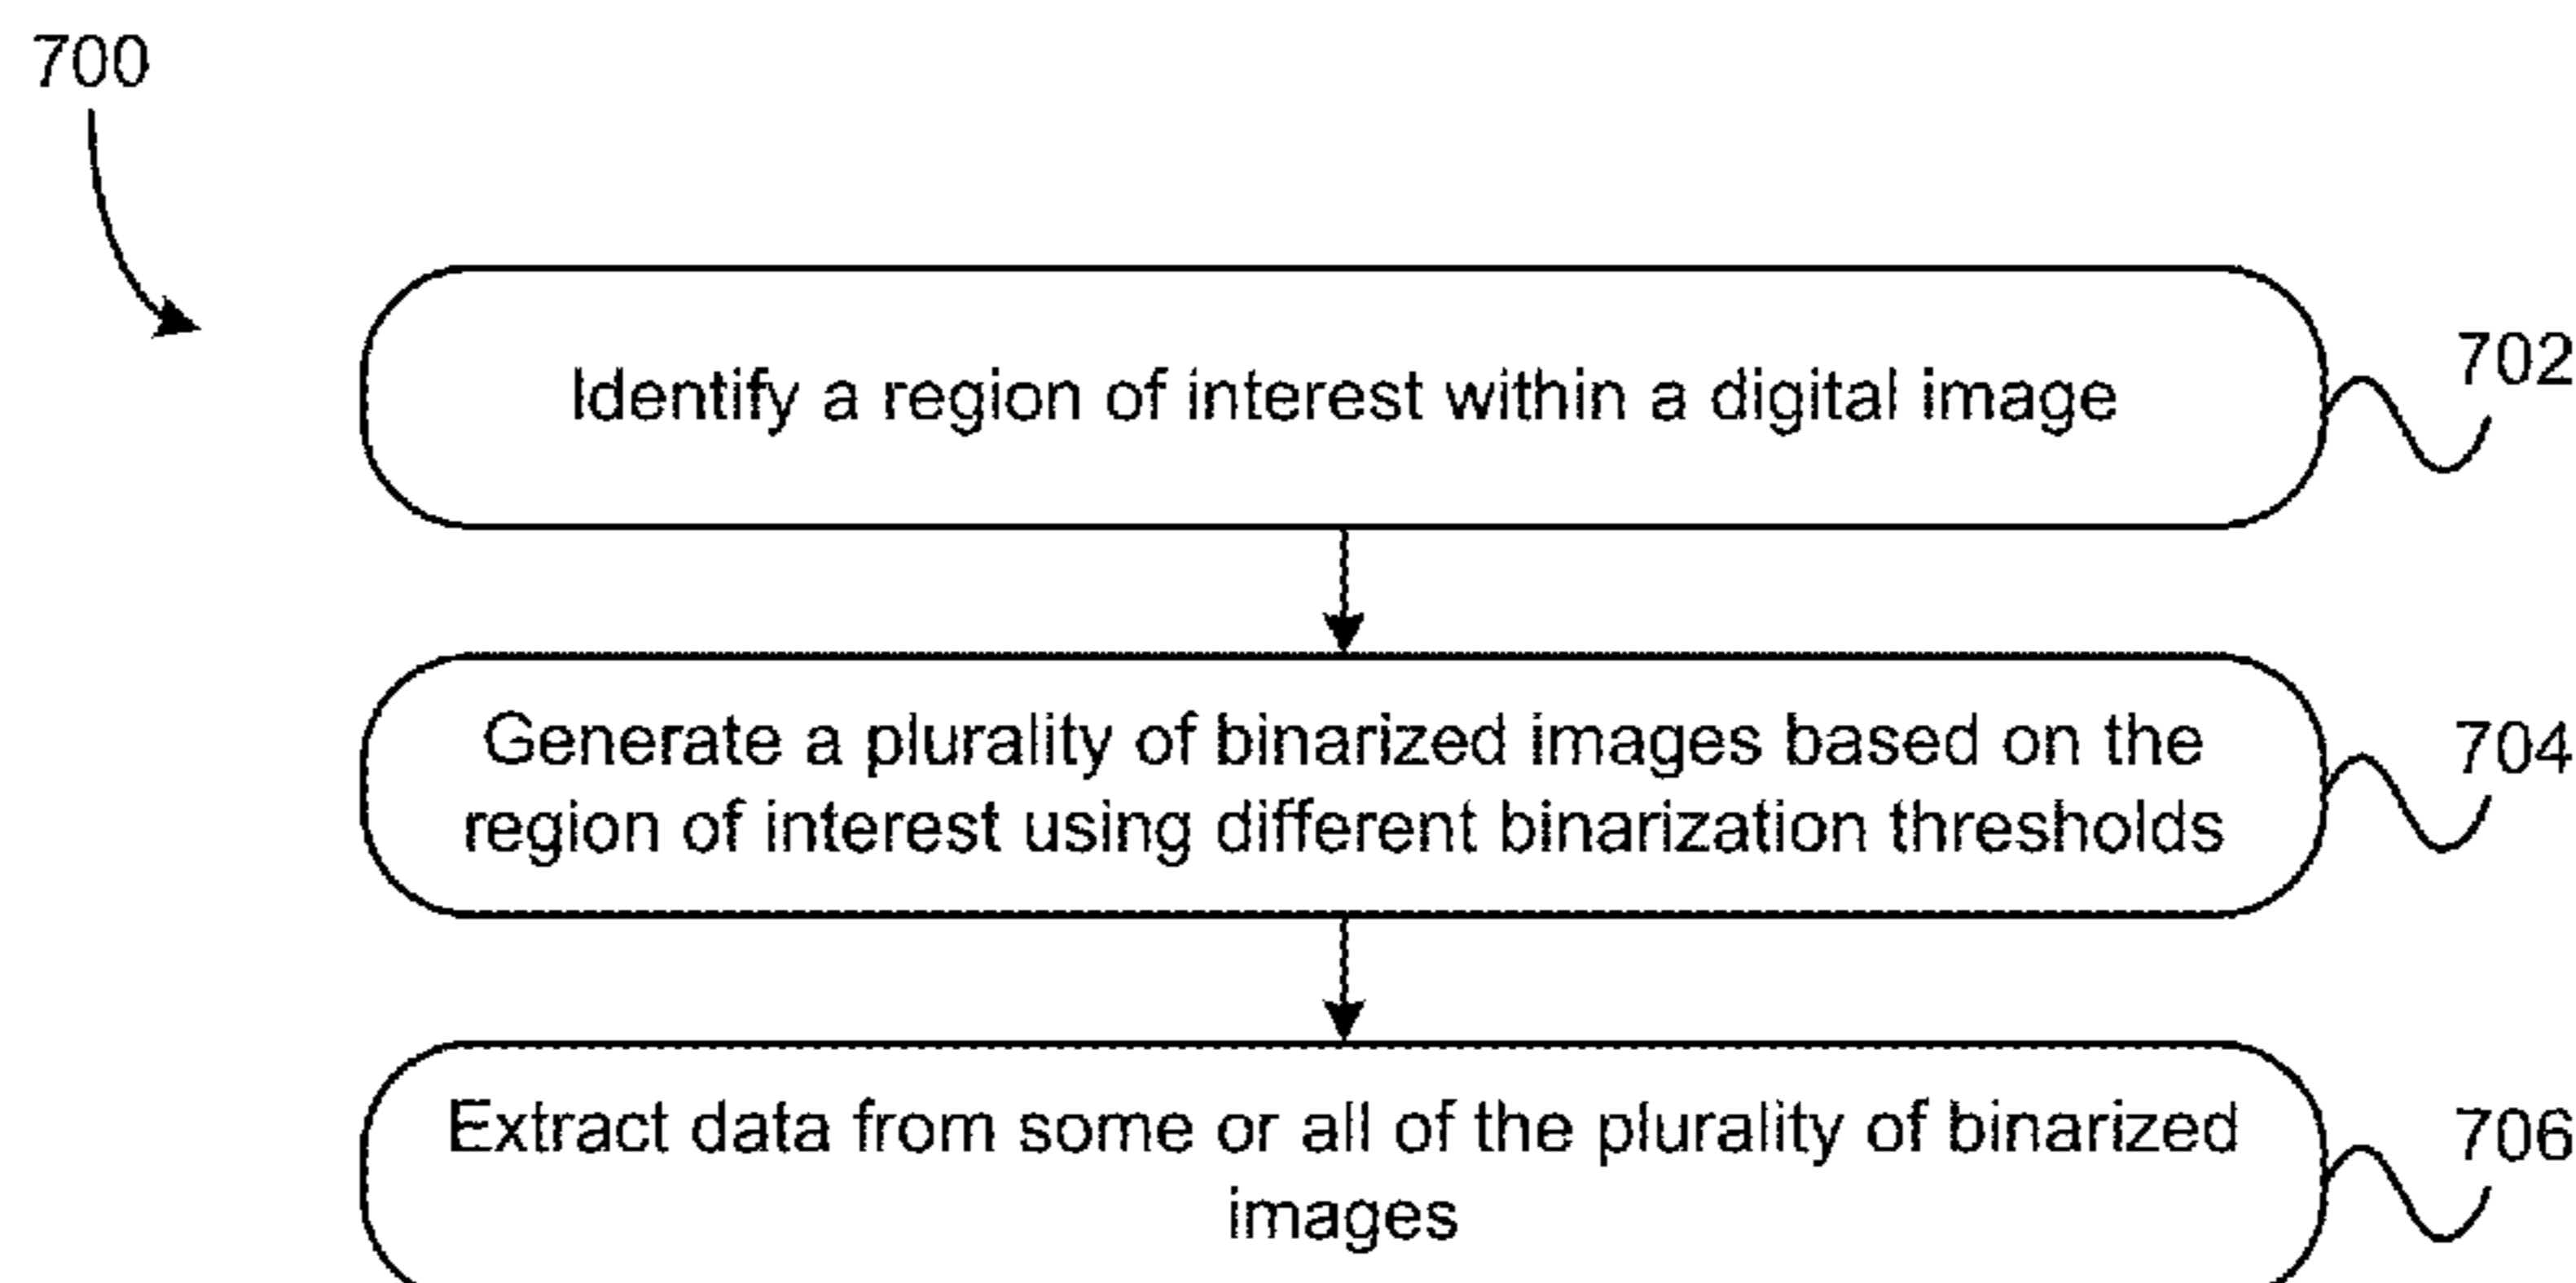 700
Identify a region of interest within a digital image
702
Generate a plurality of binarized images based on the
region of interest using different binarization thresholds
704
Extract data from some or all of the plurality of binarized
images
706